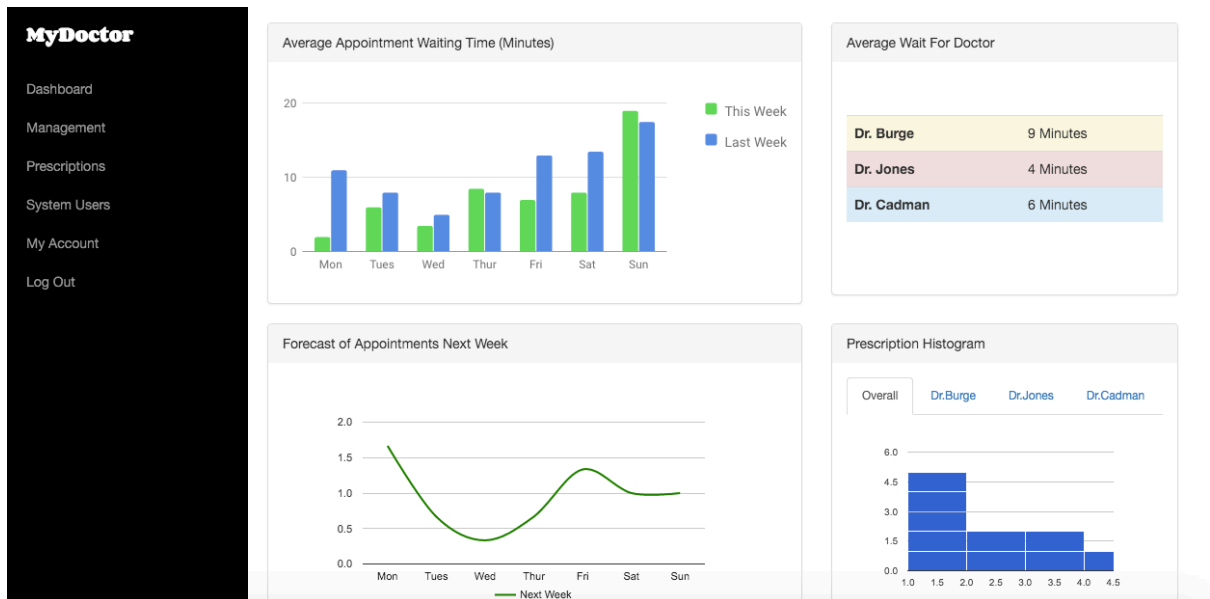 MyDoctor
Dashboard
Management
Prescriptions
System Users
My Account
Log Out
Average Appointment Waiting Time (Minutes)
20
10
0
Mon Tues Wed Thur Fri Sat Sun
This Week
Last Week
Average Wait For Doctor
Dr. Burge 9 Minutes
Dr. Jones 4 Minutes
Dr. Cadman 6 Minutes
Forecast of Appointments Next Week
2.0
1.5
1.0
0.5
0.0
Mon Tues Wed Thur Fri Sat Sun
Next Week
Prescription Histogram
Overall Dr.Burge Dr.Jones Dr.Cadman
6.0
4.5
3.0
1.5
0.0
1.0 1.5 2.0 2.5 3.0 3.5 4.0 4.5